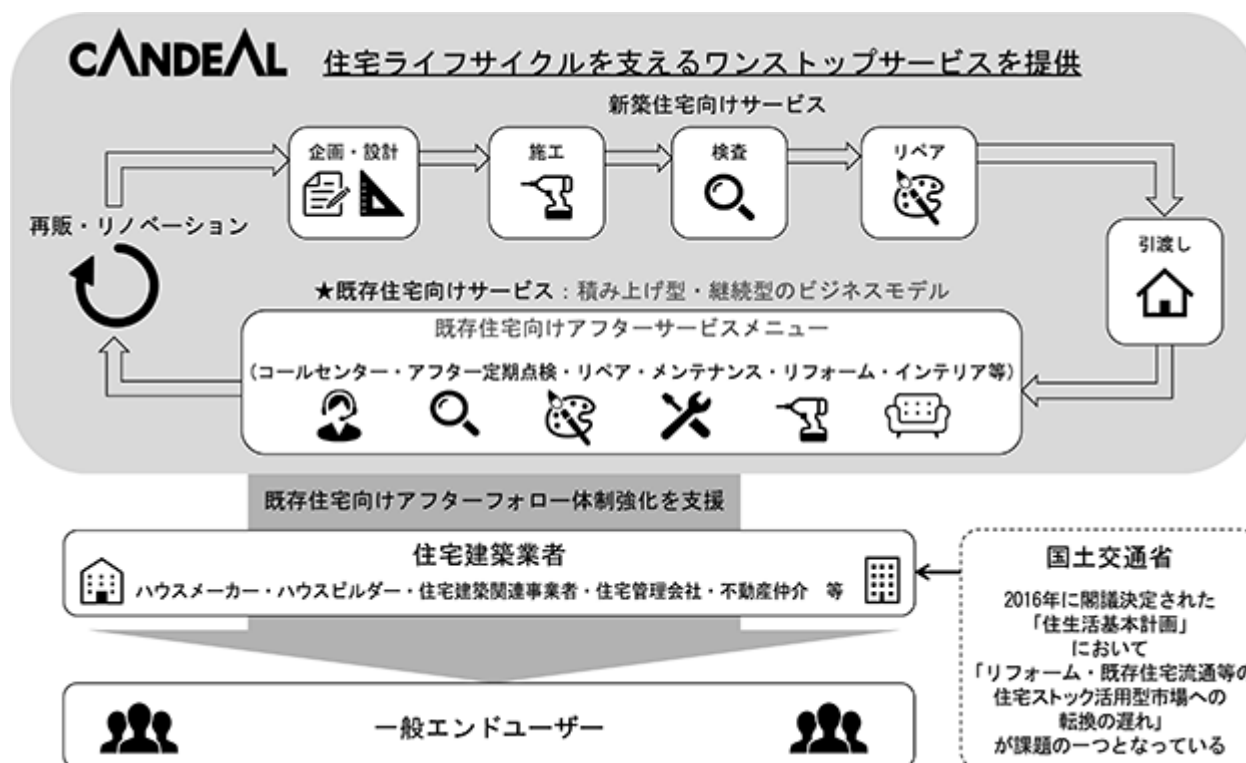 CANDEAL 住宅ライフサイクルを支えるワンストップサービスを提供
新築住宅向けサービス
企画・設計
施工
検査
リペア
再販・リノベーション
引渡し
★既存住宅向けサービス：積み上げ型・継続型のビジネスモデル
既存住宅向けアフターサービスメニュー
(コールセンター・アフター定期点検・リペア・メンテナンス・リフォーム・インテリア等)
既存住宅向けアフターフォロー体制強化を支援
住宅建築業者
ハウスメーカー・ハウスビルダー・住宅建築関連事業者・住宅管理会社・不動産仲介 等
国土交通省
2016年に閣議決定された
「住生活基本計画」
において
「リフォーム・既存住宅流通等の
住宅ストック活用型市場への
転換の遅れ」
が課題の一つとなっている
一般エンドユーザー